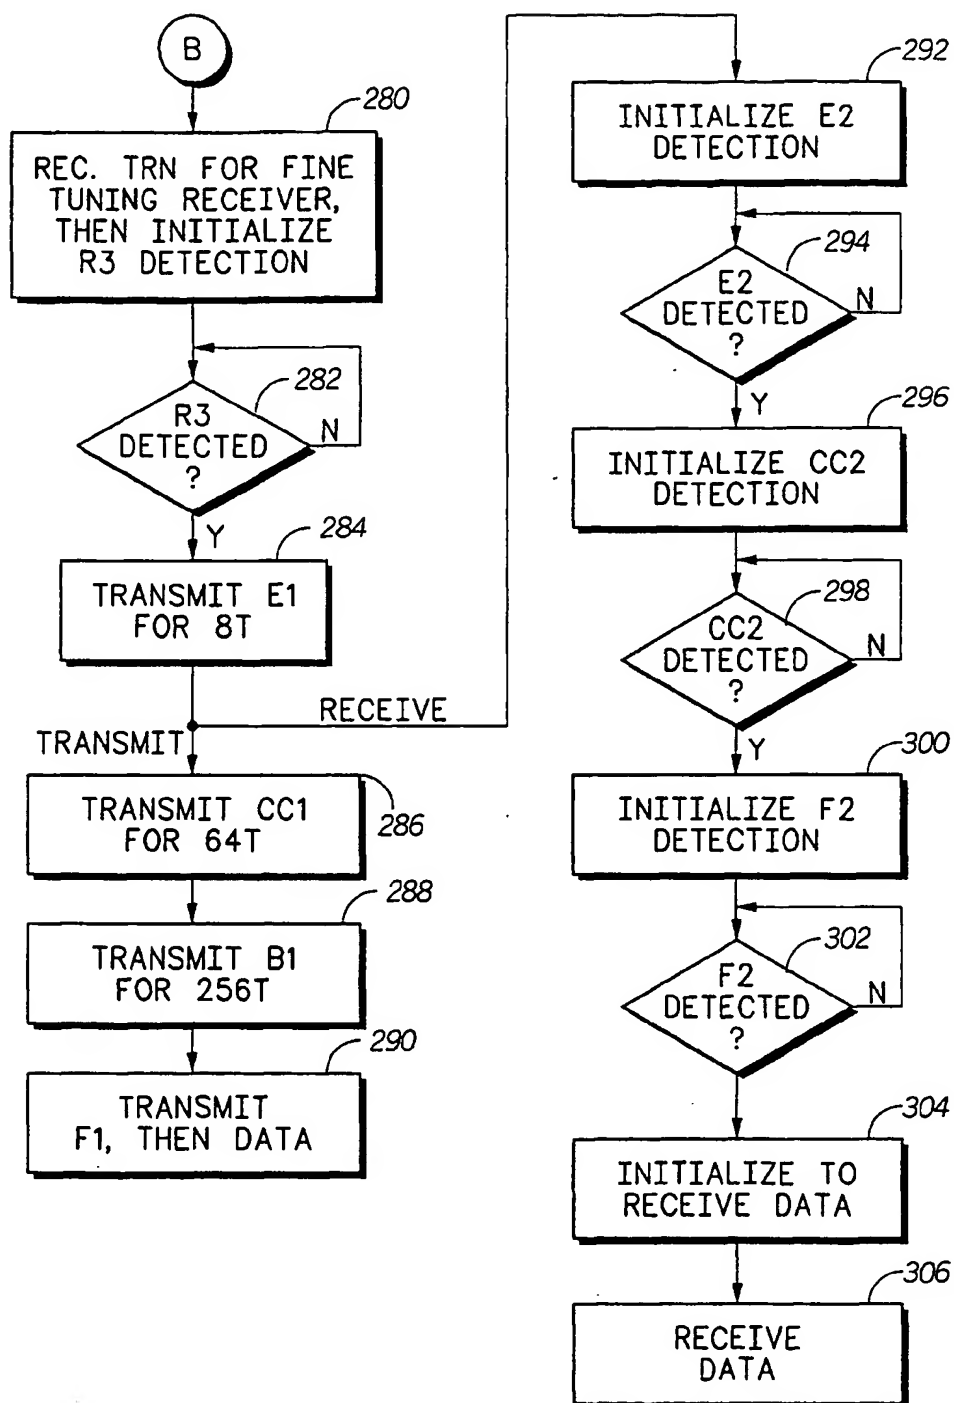 B
280
REC. TRN FOR FINE
TUNING RECEIVER,
THEN INITIALIZE
R3 DETECTION
282
R3
DETECTED
?
N
Y
284
TRANSMIT E1
FOR 8T
RECEIVE
TRANSMIT
TRANSMIT CC1
FOR 64T
286
288
TRANSMIT B1
FOR 256T
290
TRANSMIT
F1, THEN DATA
292
INITIALIZE E2
DETECTION
294
E2
DETECTED
?
N
Y
296
INITIALIZE CC2
DETECTION
298
CC2
DETECTED
?
N
Y
300
INITIALIZE F2
DETECTION
302
F2
DETECTED
?
N
304
INITIALIZE TO
RECEIVE DATA
306
RECEIVE
DATA